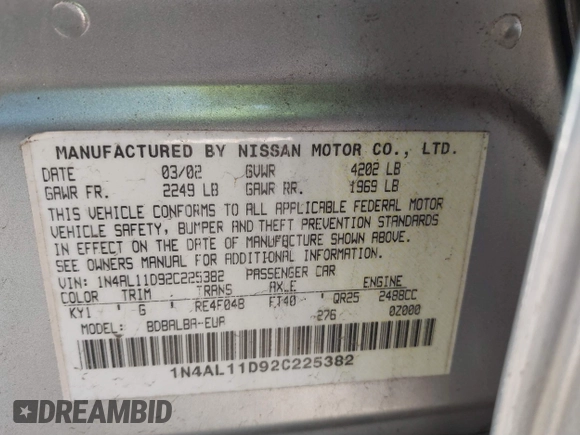 MANUFACTURED BY NISSAN MOTOR CO., LTD.
DATE 03/02 GVWR 4202 LB
GAWR FR. 2249 LB GAWR RR. 1969 LB
THIS VEHICLE CONFORMS TO ALL APPLICABLE FEDERAL MOTOR
VEHICLE SAFETY, BUMPER AND THEFT PREVENTION STANDARDS
IN EFFECT ON THE DATE OF MANUFACTURE SHOWN ABOVE.
SEE OWNERS MANUAL FOR ADDITIONAL INFORMATION.
VIN: 1N4AL11D92C225382 PASSENGER CAR
COLOR TRIM TRANS AXLE ENGINE
KY1 G RE4F04B FT40 QR25 2488CC
MODEL: BDBALBA-EUA 276 0Z000
1N4AL11D92C225382
DREAMBID